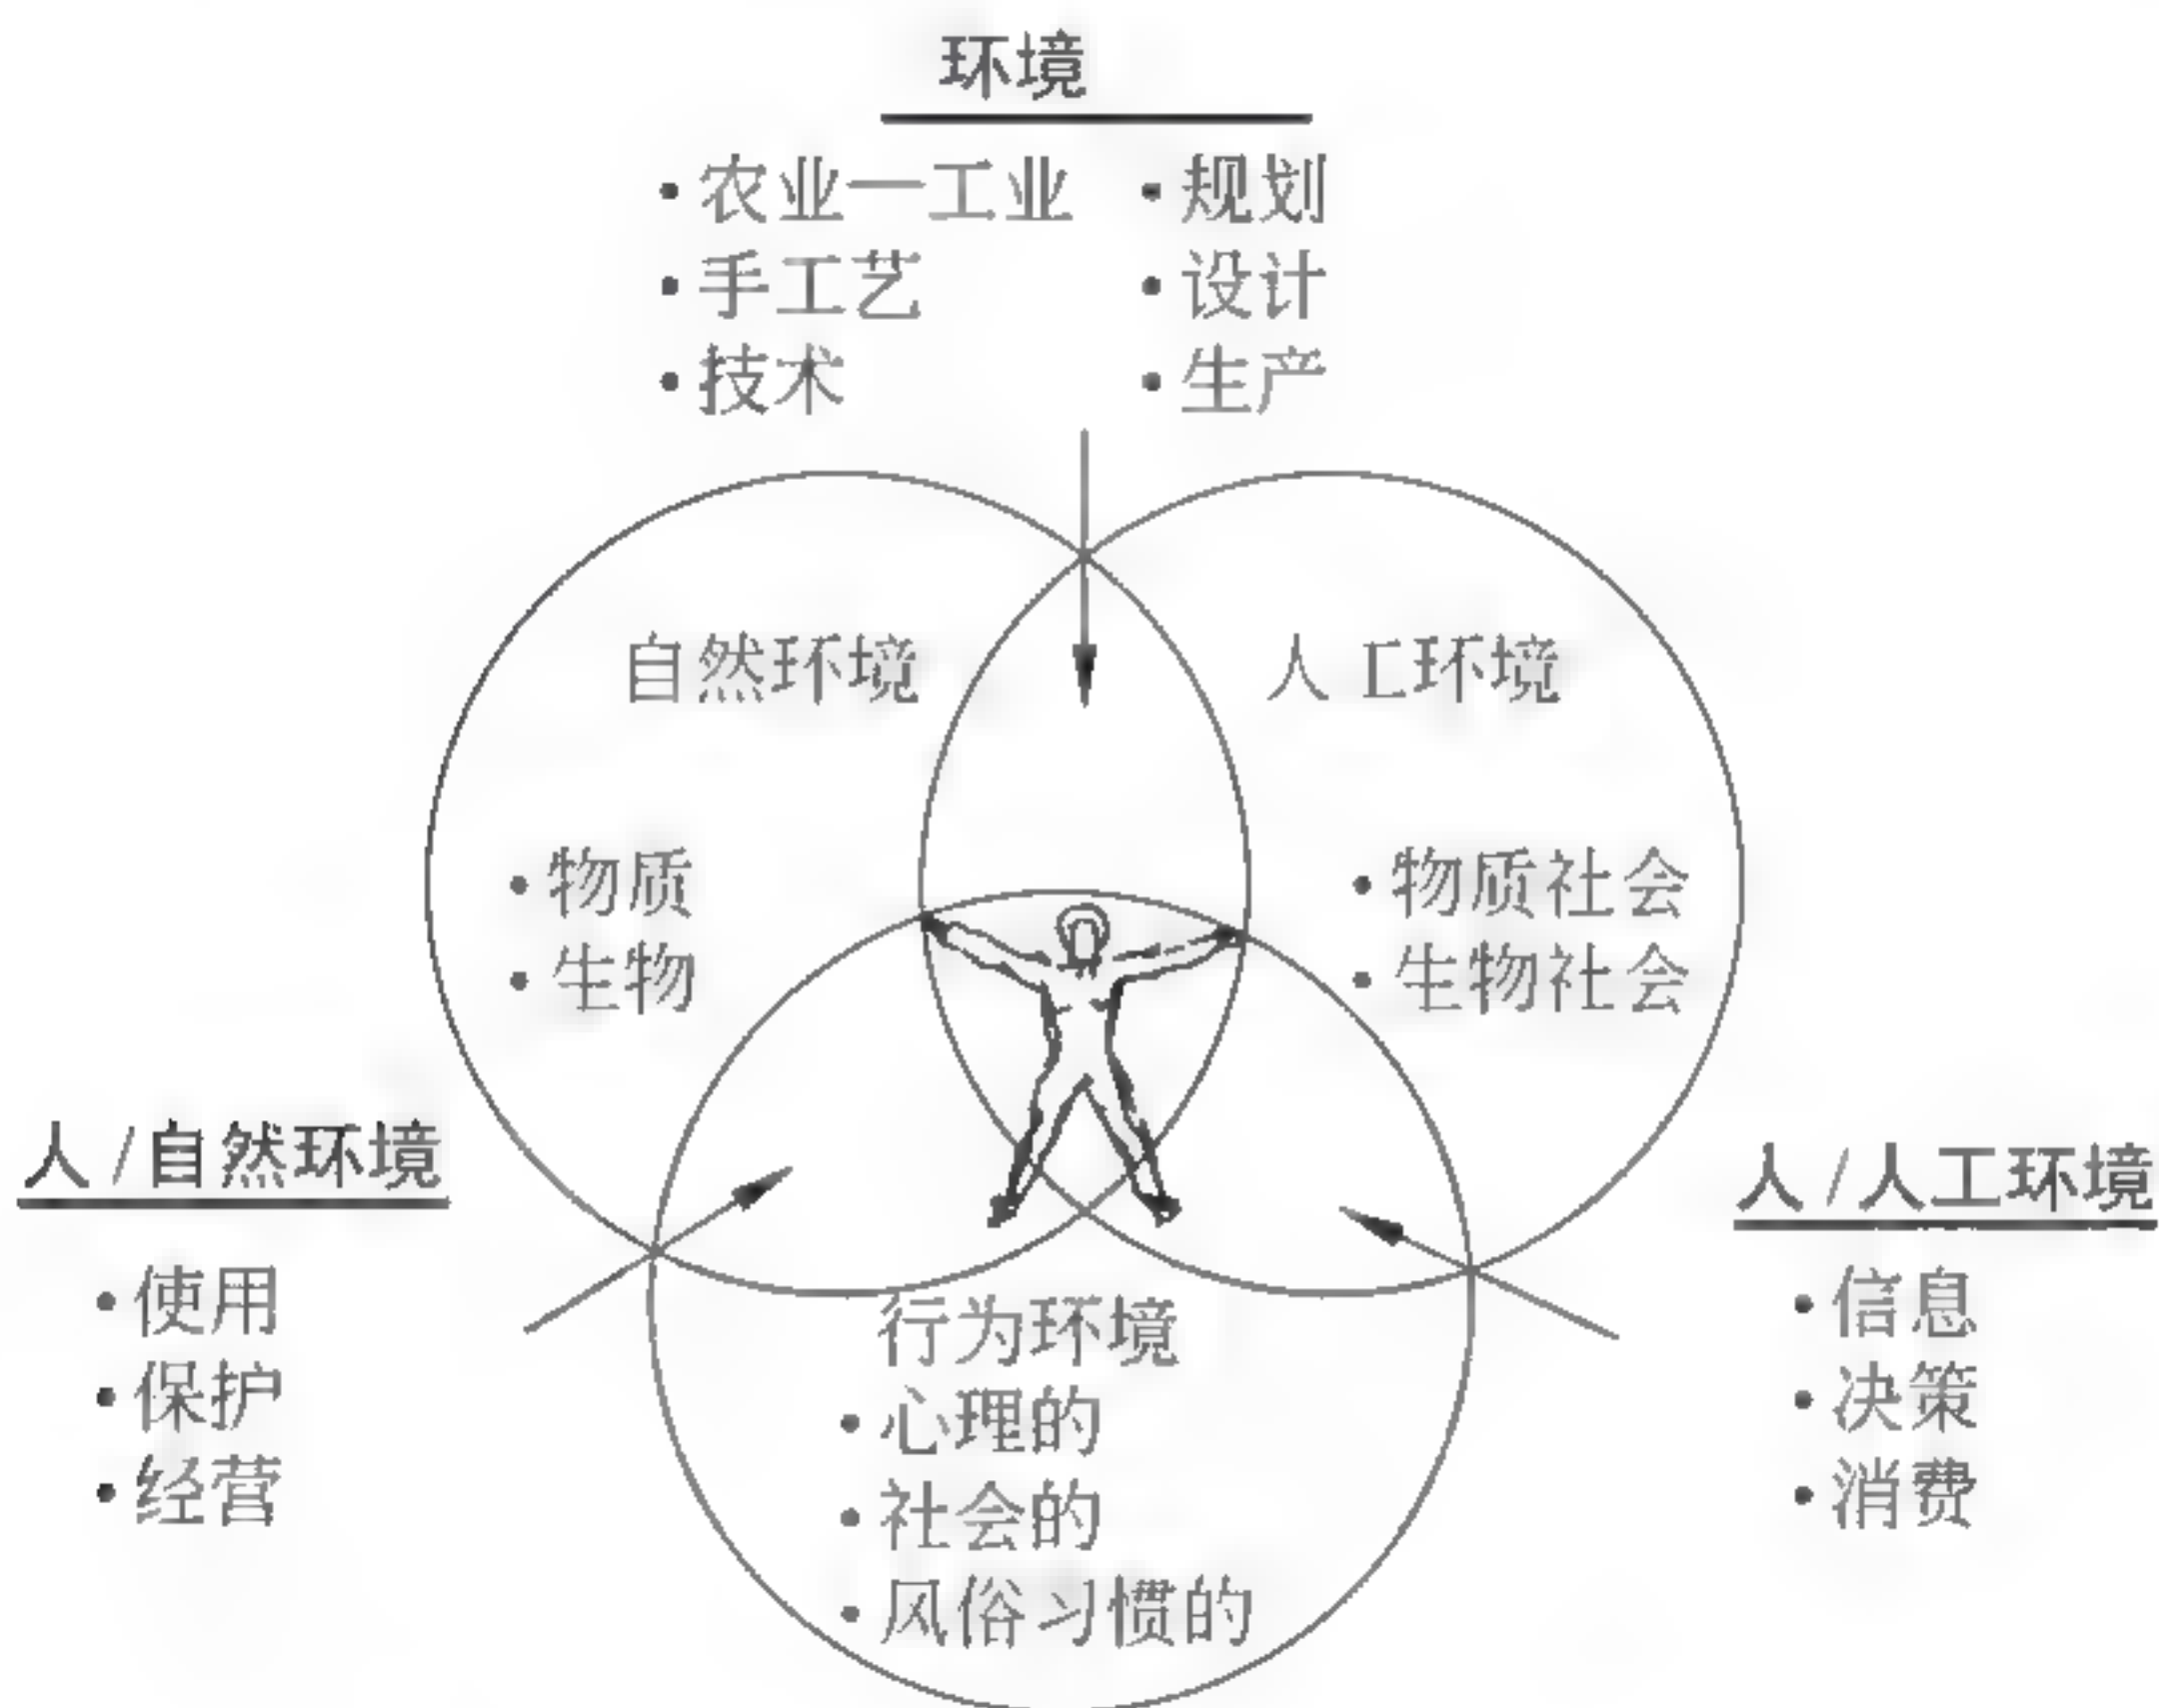 环境
• 农业—工业 • 规划
• 手工艺 • 设计
• 技术 • 生产
自然环境 人工环境
• 物质 • 物质社会
• 生物 • 生物社会
人/自然环境 人/人工环境
• 使用 • 信息
• 保护 • 决策
• 经营 • 消费
行为环境
• 心理的
• 社会的
• 风俗习惯的